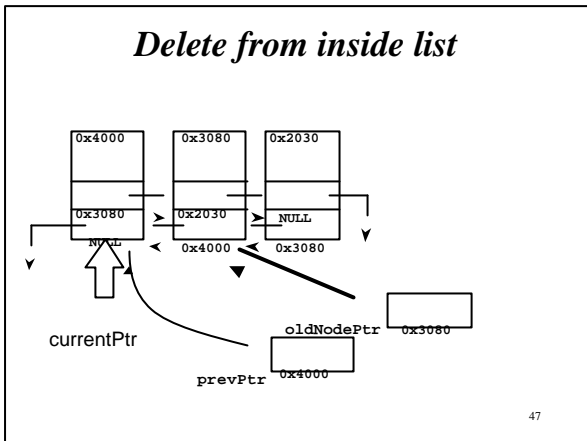 Delete from inside list
0x4000 0x3080 0x2030
0x3080 0x2030 NULL
NULL 0x4000 0x3080
currentPtr
oldNodePtr 0x3080
prevPtr 0x4000
47